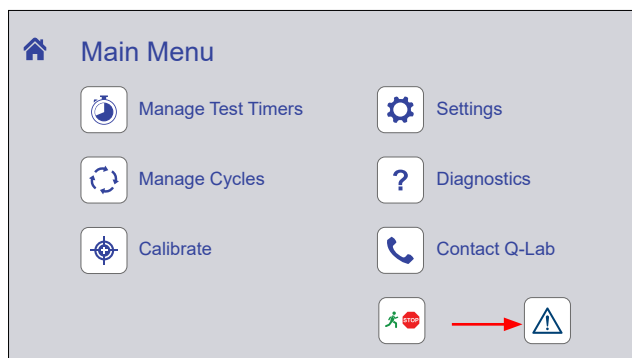 Main Menu
Manage Test Timers
Settings
Manage Cycles
?
Diagnostics
Calibrate
Contact Q-Lab
STOP
!